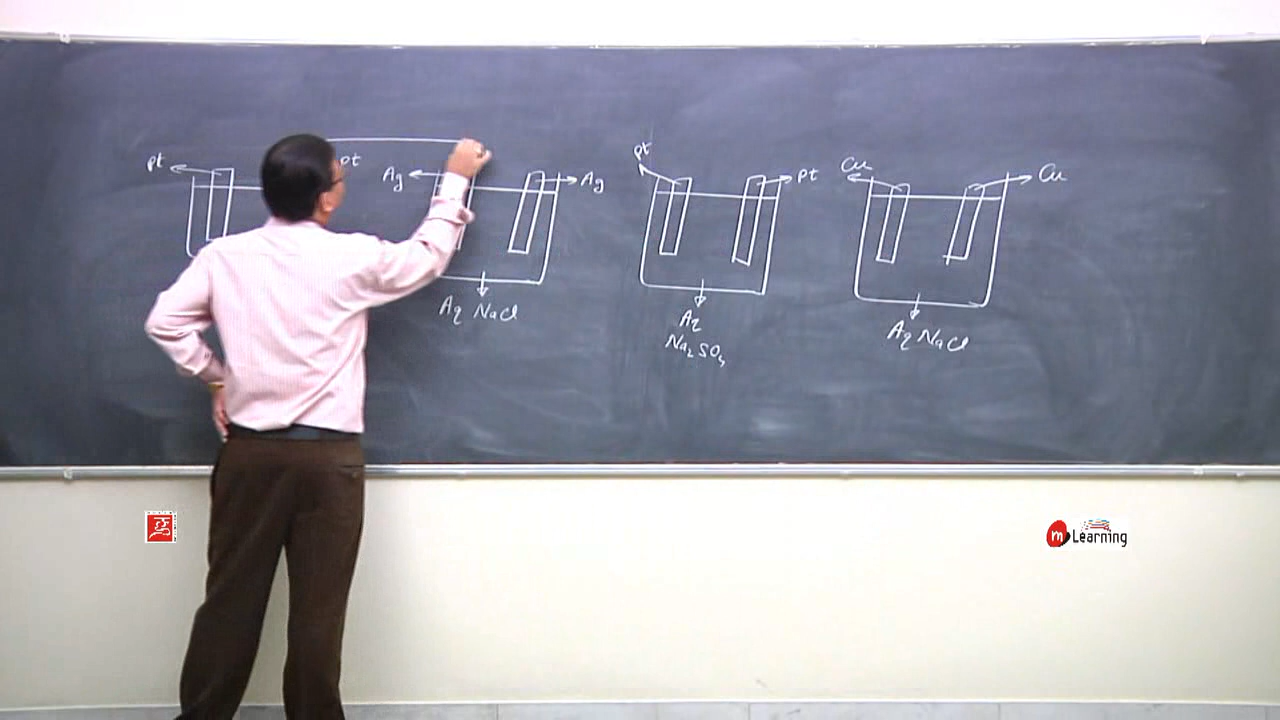 pt
pt
Ag
Ag
pt
pt
Cu
Cu
Aq NaCl
Aq
Na₂SO₄
Aq NaCl
m Learning